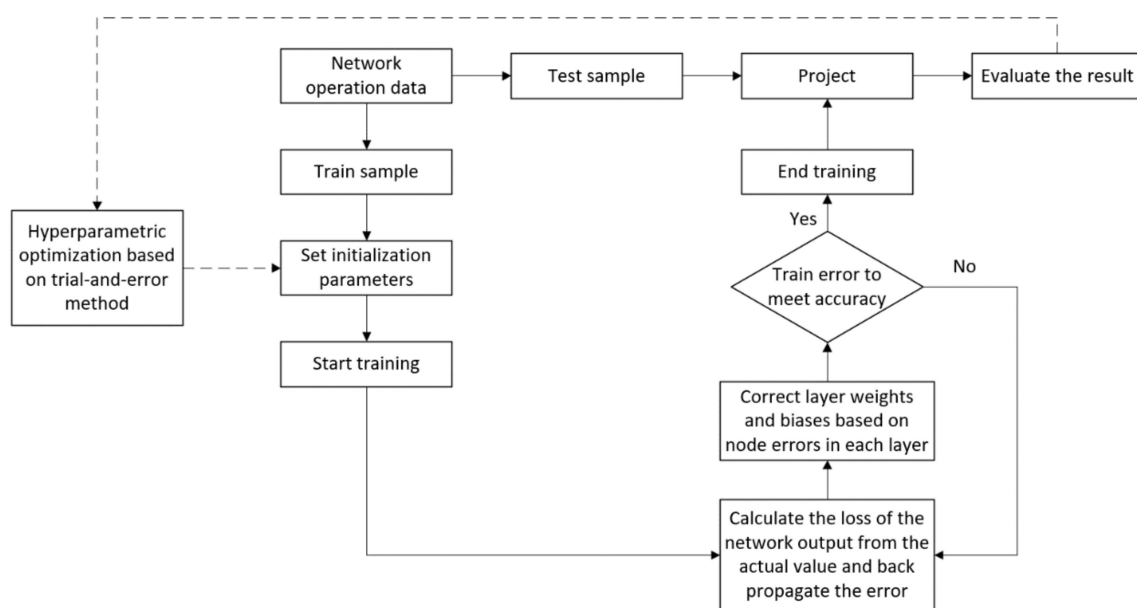 Network
operation data
Test sample
Project
Evaluate the result
Train sample
End training
Yes
Hyperparametric
optimization based
on trial-and-error
method
Set initialization
parameters
Train error to
meet accuracy
No
Start training
Correct layer weights
and biases based on
node errors in each layer
Calculate the loss of the
network output from the
actual value and back
propagate the error